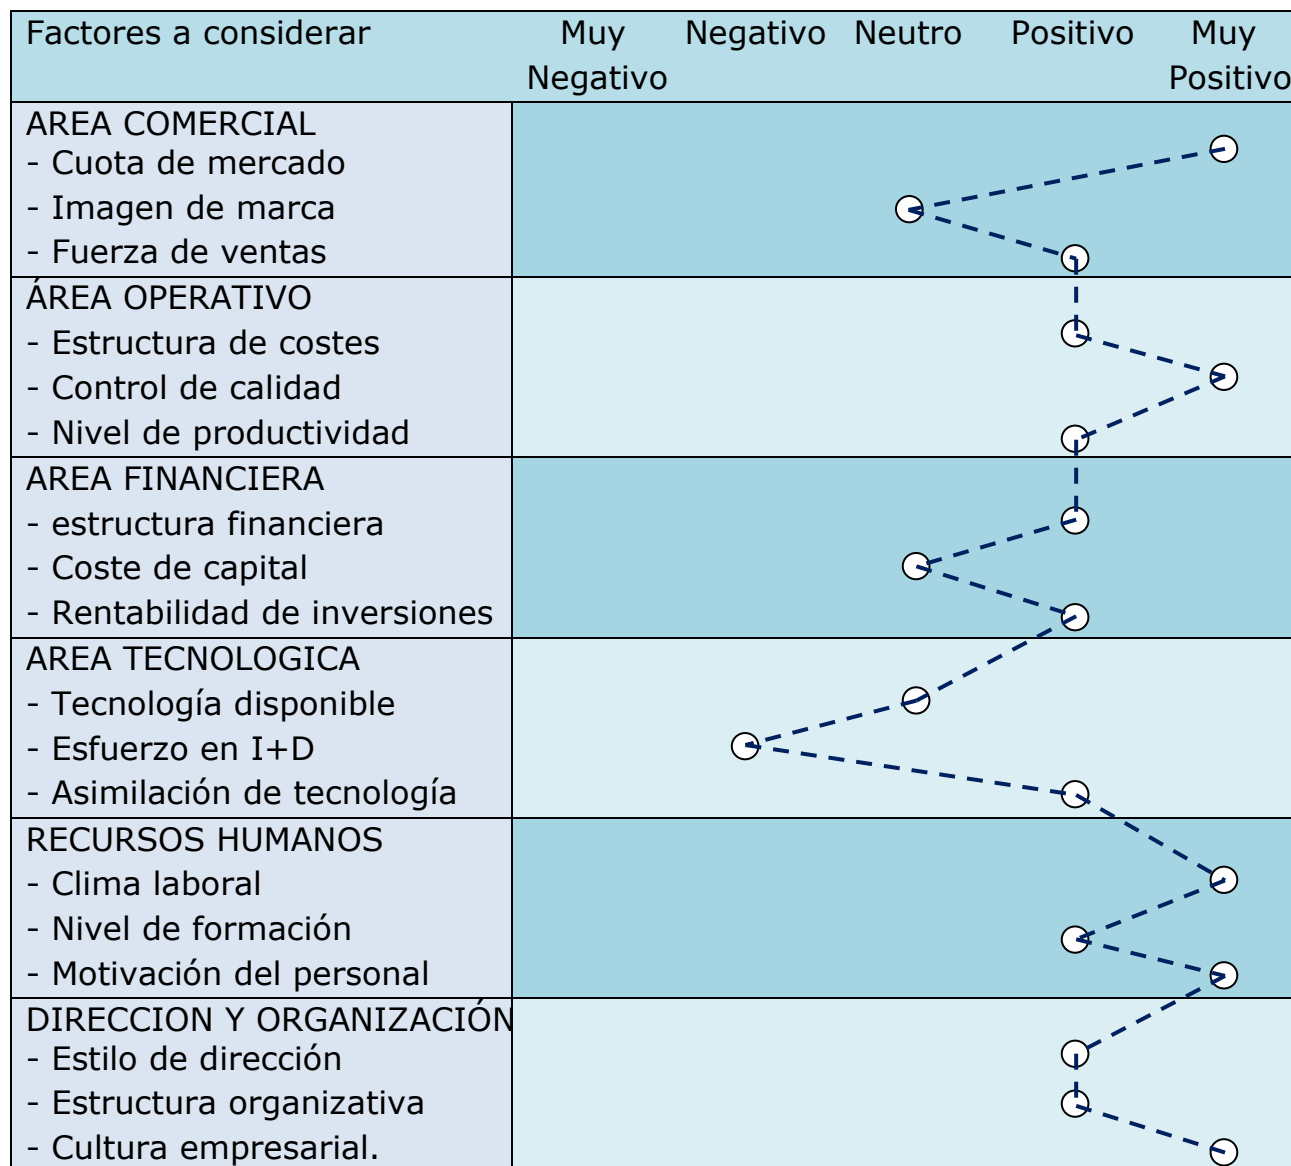 Factores a considerar Muy Negativo Neutro Positivo Muy
Negativo Positivo
AREA COMERCIAL
- Cuota de mercado
- Imagen de marca
- Fuerza de ventas
ÁREA OPERATIVO
- Estructura de costes
- Control de calidad
- Nivel de productividad
AREA FINANCIERA
- estructura financiera
- Coste de capital
- Rentabilidad de inversiones
AREA TECNOLOGICA
- Tecnología disponible
- Esfuerzo en I+D
- Asimilación de tecnología
RECURSOS HUMANOS
- Clima laboral
- Nivel de formación
- Motivación del personal
DIRECCION Y ORGANIZACIÓN
- Estilo de dirección
- Estructura organizativa
- Cultura empresarial.